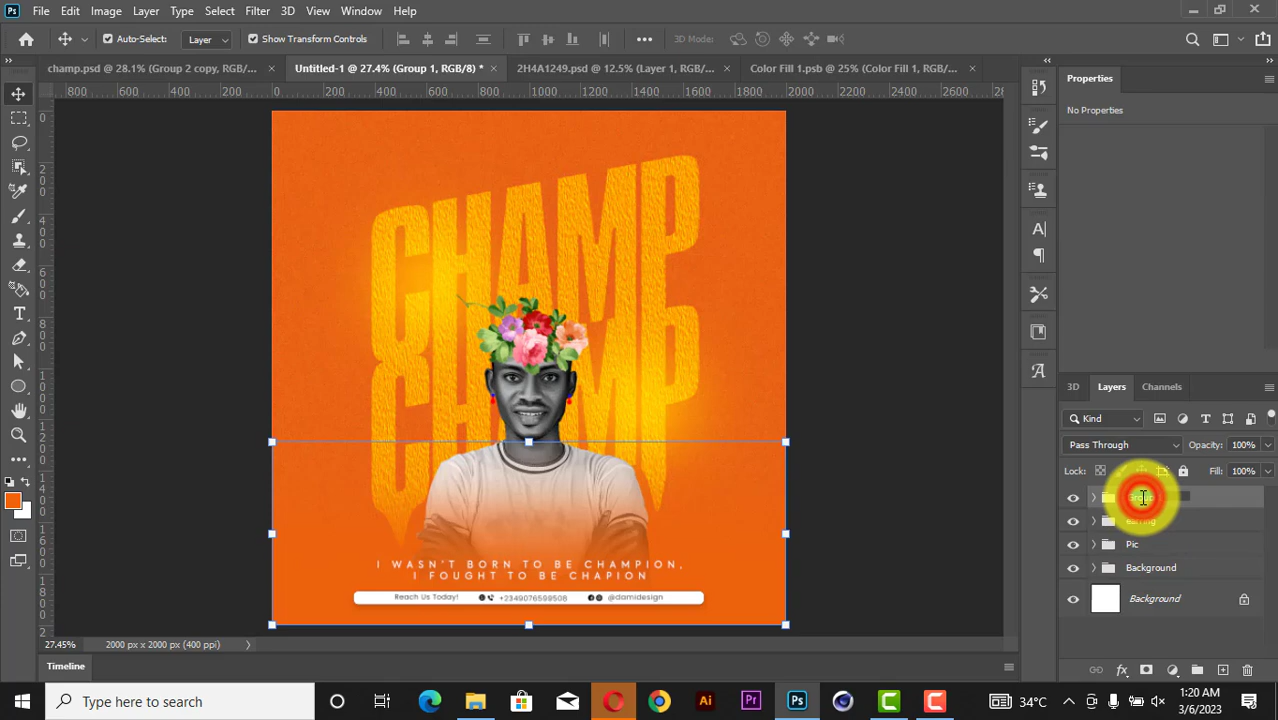 File Edit Image Layer Type Select Filter 3D View Window Help
Auto-Select: Layer Show Transform Controls 3D Mode:
champ.psd @ 28.1% (Group 2 copy, RGB/... Untitled-1 @ 27.4% (Group 1, RGB/8) * 2H4A1249.psd @ 12.5% (Layer 1, RGB/... Color Fill 1.psb @ 25% (Color Fill 1, RGB/...
800 600 400 200 0 200 400 600 800 1000 1200 1400 1600 1800 2000 2200 2400 2600
CHAMP
CHAMP
I WASN'T BORN TO BE CHAMPION,
I FOUGHT TO BE CHAPION
Reach Us Today! +2349076599508 @damidesign
Properties
No Properties
3D Layers Channels
Kind
Pass Through Opacity: 100%
Lock: Fill: 100%
earring
Pic
Background
Background
27.45% 2000 px x 2000 px (400 ppi)
Timeline
Type here to search
34°C
1:20 AM
3/6/2023